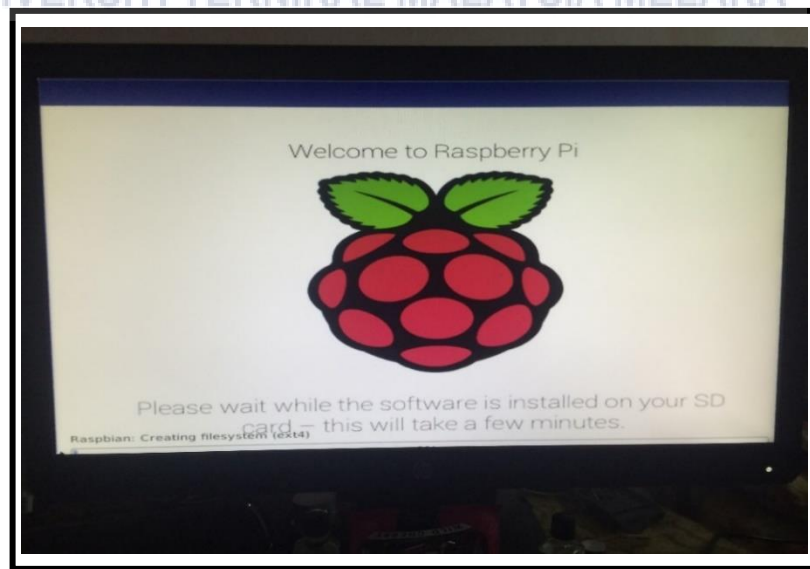 Welcome to Raspberry Pi
Please wait while the software is installed on your SD
card – this will take a few minutes.
Raspbian: Creating filesystem (ext4)